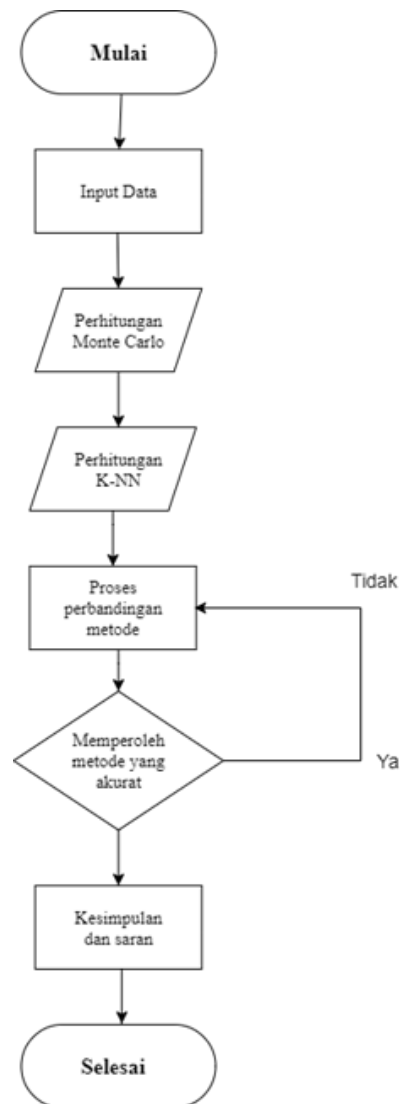 Mulai
Input Data
Perhitungan
Monte Carlo
Perhitungan
K-NN
Proses
perbandingan
metode
Tidak
Memperoleh
metode yang
akurat
Ya
Kesimpulan
dan saran
Selesai